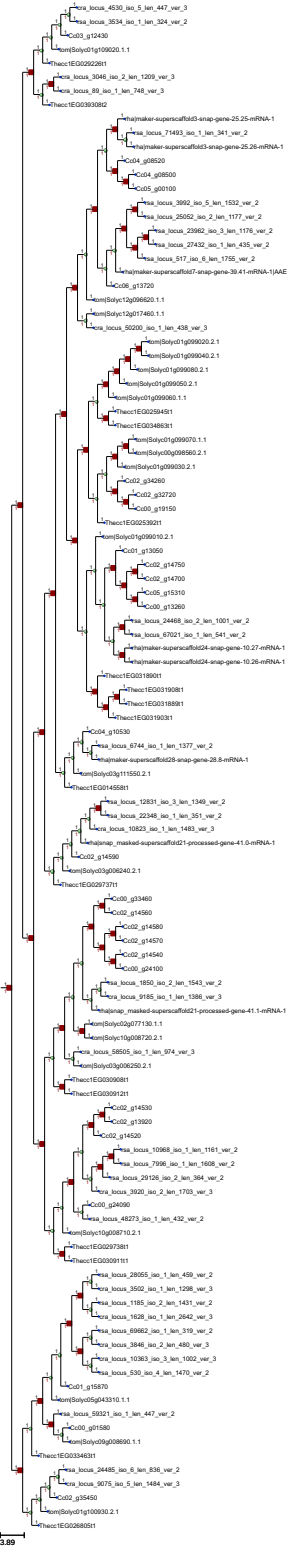 cra_locus_4530_iso_5_len_447_ver_3
rsa_locus_3534_iso_1_len_324_ver_2
Cc03_g12430
tom|Solyc01g109020.1.1
Thecc1EG029226t1
cra_locus_3046_iso_2_len_1209_ver_3
cra_locus_89_iso_1_len_748_ver_3
Thecc1EG039308t2
rha|maker-superscaffold3-snap-gene-25.25-mRNA-1
rsa_locus_71493_iso_1_len_341_ver_2
rha|maker-superscaffold3-snap-gene-25.26-mRNA-1
Cc04_g08520
Cc04_g08500
Cc05_g00100
rsa_locus_3992_iso_5_len_1532_ver_2
rsa_locus_25052_iso_2_len_1177_ver_2
rsa_locus_23962_iso_3_len_1176_ver_2
rsa_locus_27432_iso_1_len_435_ver_2
rsa_locus_517_iso_6_len_1755_ver_2
rha|maker-superscaffold7-snap-gene-39.41-mRNA-1|AAE
Cc06_g13720
tom|Solyc12g096620.1.1
tom|Solyc12g017460.1.1
cra_locus_50200_iso_1_len_438_ver_3
tom|Solyc01g099020.2.1
tom|Solyc01g099040.2.1
tom|Solyc01g099080.2.1
tom|Solyc01g099050.2.1
tom|Solyc01g099060.1.1
Thecc1EG025945t1
Thecc1EG034863t1
tom|Solyc01g099070.1.1
tom|Solyc00g098560.2.1
tom|Solyc01g099030.2.1
Cc02_g34260
Cc02_g32720
Cc00_g19150
Thecc1EG025392t1
tom|Solyc01g099010.2.1
Cc01_g13050
Cc02_g14750
Cc02_g14700
Cc05_g15310
Cc00_g13260
rsa_locus_24468_iso_2_len_1001_ver_2
rsa_locus_67021_iso_1_len_541_ver_2
rha|maker-superscaffold24-snap-gene-10.27-mRNA-1
rha|maker-superscaffold24-snap-gene-10.26-mRNA-1
Thecc1EG031890t1
Thecc1EG031908t1
Thecc1EG031889t1
Thecc1EG031903t1
Cc04_g10530
rsa_locus_6744_iso_1_len_1377_ver_2
rha|maker-superscaffold28-snap-gene-28.8-mRNA-1
tom|Solyc03g111550.2.1
Thecc1EG014558t1
rsa_locus_12831_iso_3_len_1349_ver_2
rsa_locus_22348_iso_1_len_351_ver_2
cra_locus_10823_iso_1_len_1483_ver_3
rha|snap_masked-superscaffold21-processed-gene-41.0-mRNA-1
Cc02_g14590
tom|Solyc03g006240.2.1
Thecc1EG029737t1
Cc00_g33460
Cc02_g14560
Cc02_g14580
Cc02_g14570
Cc02_g14540
Cc00_g24100
rsa_locus_1850_iso_2_len_1543_ver_2
cra_locus_9185_iso_1_len_1386_ver_3
rha|snap_masked-superscaffold21-processed-gene-41.1-mRNA-1
tom|Solyc02g077130.1.1
tom|Solyc10g008720.2.1
cra_locus_58505_iso_1_len_974_ver_3
tom|Solyc03g006250.2.1
Thecc1EG030908t1
Thecc1EG030912t1
Cc02_g14530
Cc02_g13920
Cc02_g14520
rsa_locus_10968_iso_1_len_1161_ver_2
rsa_locus_7996_iso_1_len_1608_ver_2
rsa_locus_29126_iso_2_len_364_ver_2
cra_locus_3920_iso_2_len_1703_ver_3
Cc00_g24090
rsa_locus_48273_iso_1_len_432_ver_2
tom|Solyc10g008710.2.1
Thecc1EG029738t1
Thecc1EG030911t1
rsa_locus_28055_iso_1_len_459_ver_2
cra_locus_3502_iso_1_len_1298_ver_3
rsa_locus_1185_iso_2_len_1431_ver_2
cra_locus_1628_iso_1_len_2642_ver_3
rsa_locus_69662_iso_1_len_319_ver_2
cra_locus_3846_iso_2_len_480_ver_3
cra_locus_10363_iso_3_len_1002_ver_3
rsa_locus_530_iso_4_len_1470_ver_2
Cc01_g15870
tom|Solyc05g043310.1.1
rsa_locus_59321_iso_1_len_447_ver_2
Cc00_g01580
tom|Solyc09g008690.1.1
Thecc1EG033463t1
rsa_locus_24485_iso_6_len_836_ver_2
cra_locus_9075_iso_5_len_1484_ver_3
Cc02_g35450
tom|Solyc01g100930.2.1
Thecc1EG026805t1
3.89